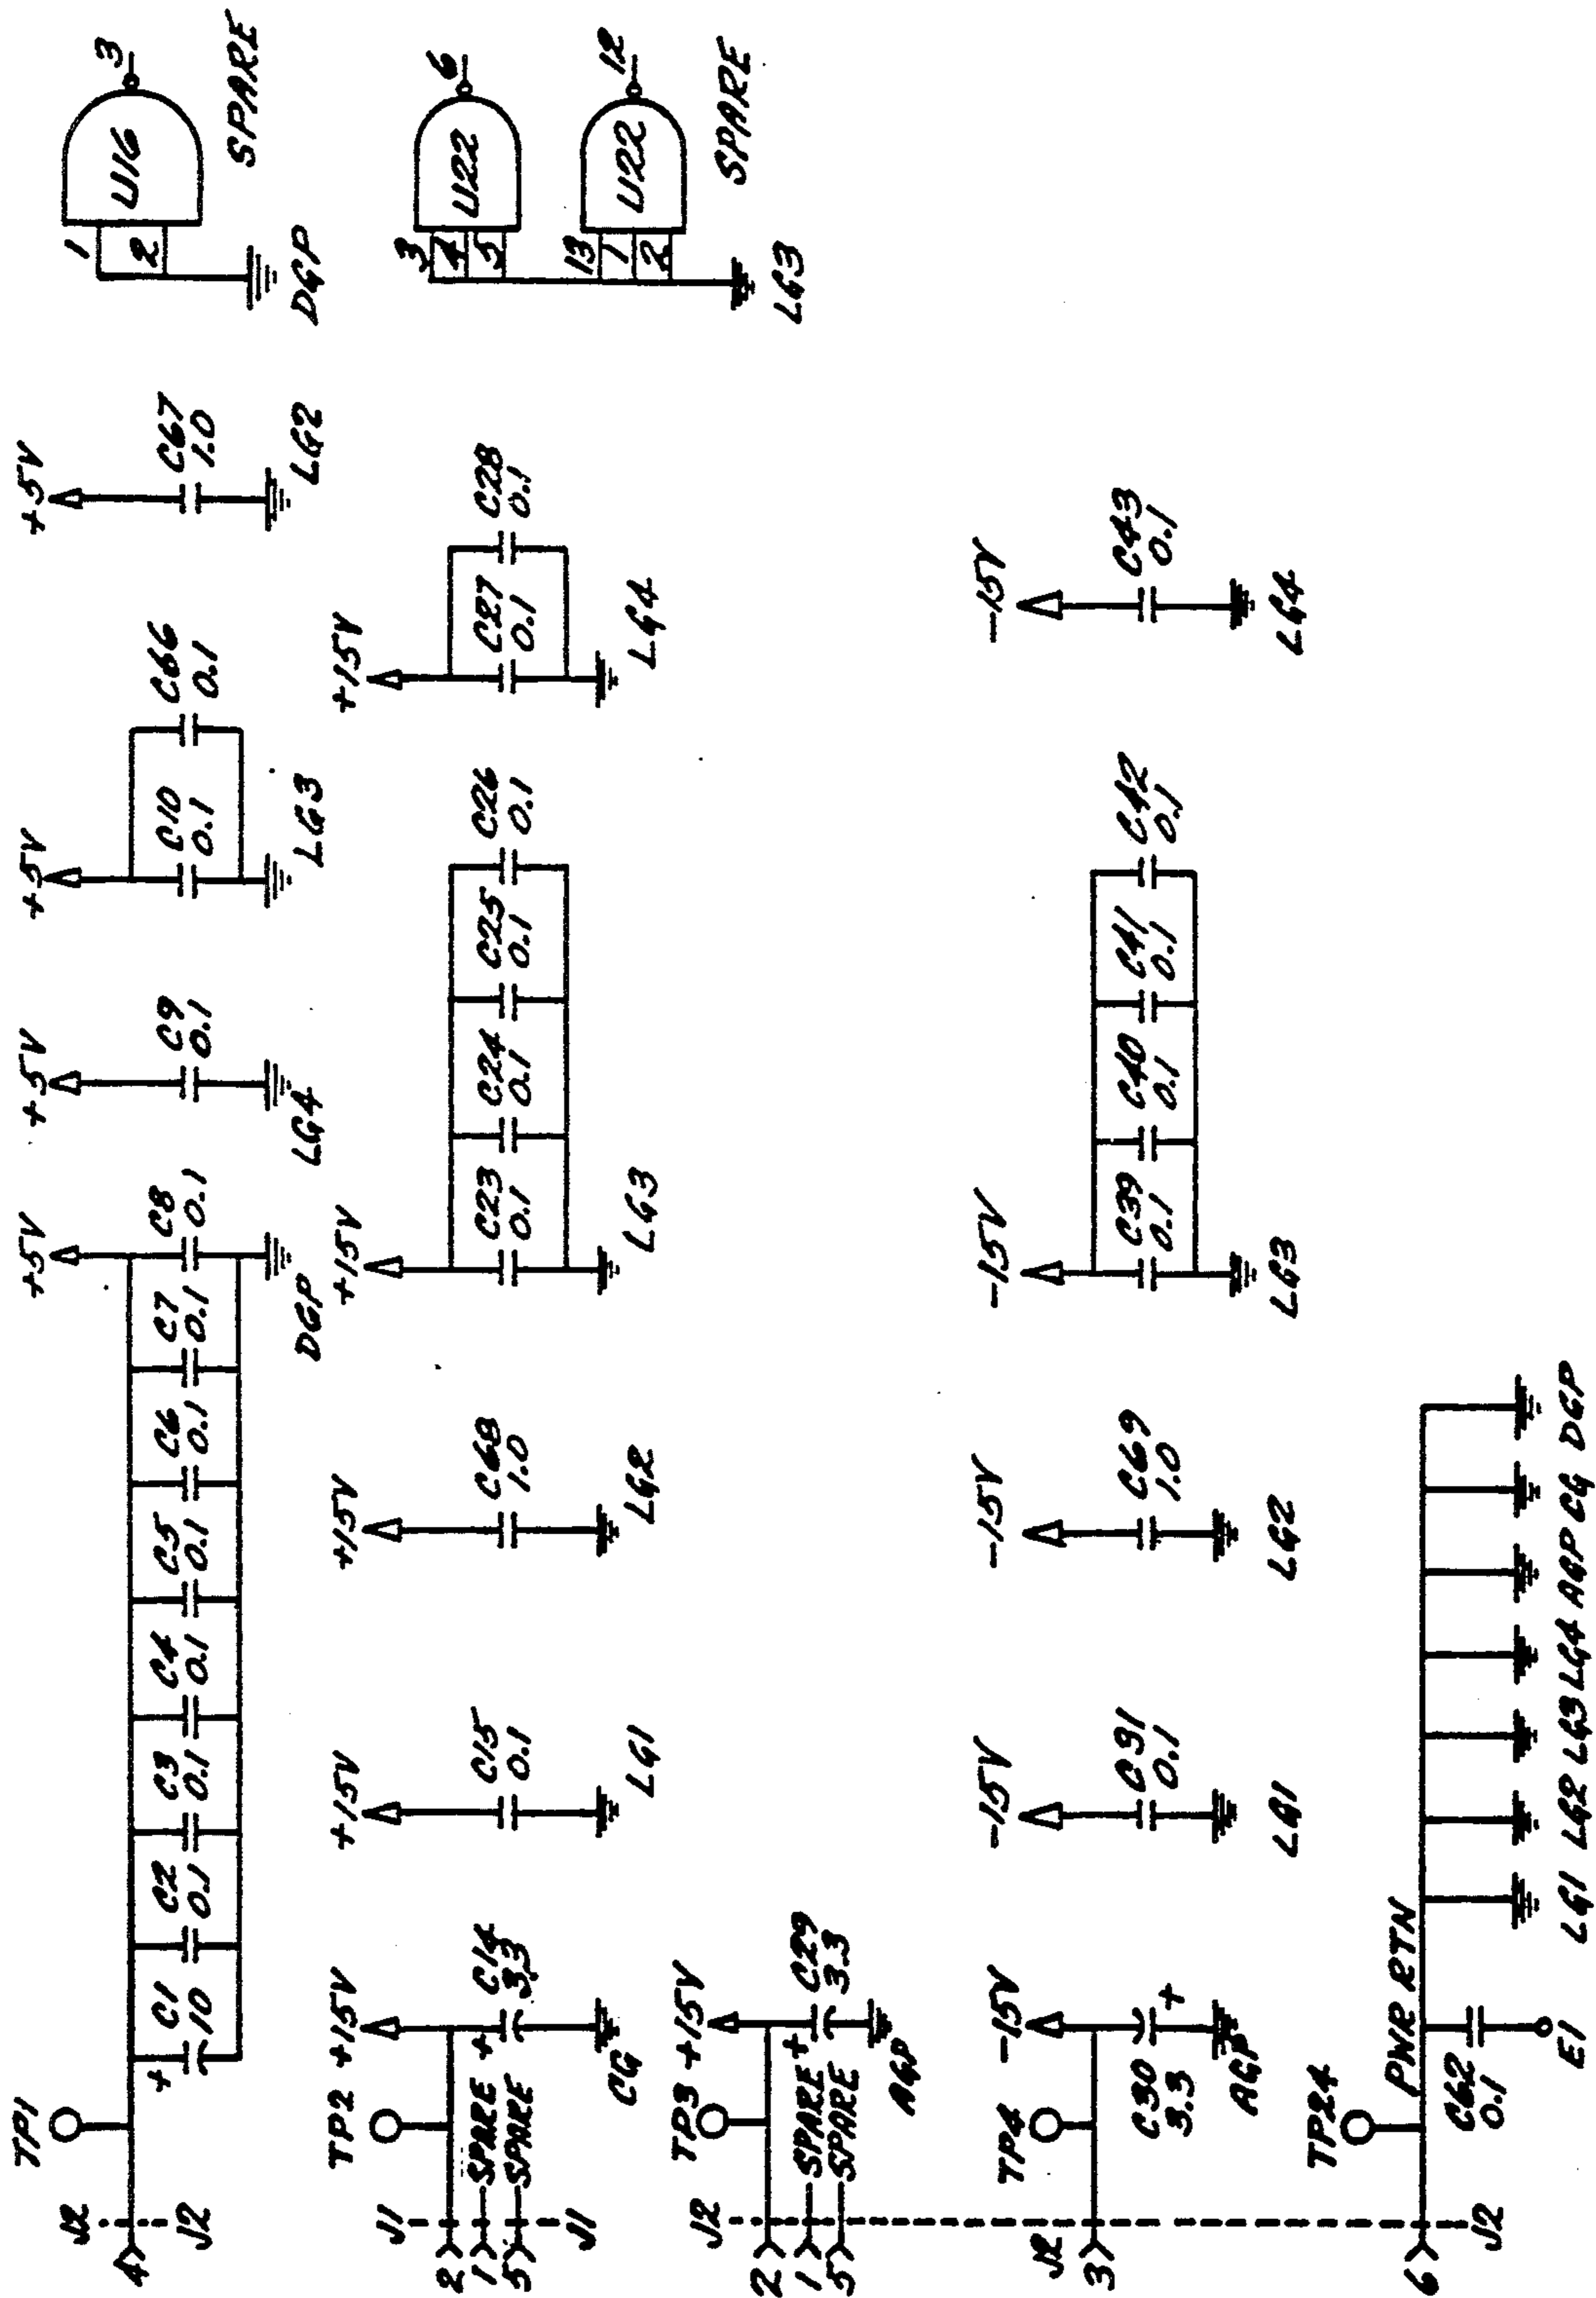 TP1
J2
4
J2
+
C1
10
C2
0.1
C3
0.1
C4
0.1
C5
0.1
C6
0.1
C7
0.1
C8
0.1
+5V
DGP
+5V
C9
0.1
LG4
+5V
C10
0.1
C66
0.1
LG3
+5V
C67
1.0
LG2
1
2
U16
3
DGP
SPARE
TP2
+15V
J1
2
1
SPARE
5
SPARE
J1
+
C14
3.3
CG
+15V
C15
0.1
LG1
+15V
C68
1.0
LG2
+15V
C23
0.1
C24
0.1
C25
0.1
C26
0.1
LG3
+15V
C27
0.1
C28
0.1
LG4
3
4
5
U22
6
13
1
2
U22
12
LG3
SPARE
TP3
+15V
J2
2
1
SPARE
5
SPARE
+
C29
3.3
AGP
TP4
-15V
J2
3
C30
3.3
+
AGP
-15V
C31
0.1
LG1
-15V
C69
1.0
LG2
-15V
C39
0.1
C40
0.1
C41
0.1
C42
0.1
LG3
-15V
C43
0.1
LG4
TP24
PWR RTN
6
J2
C62
0.1
E1
LG1 LG2 LG3 LG4 AGP CG DGP